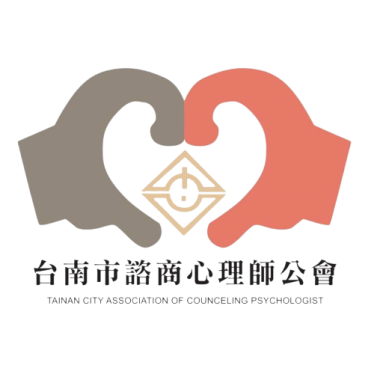 台南市諮商心理師公會
TAINAN CITY ASSOCIATION OF COUNCELING PSYCHOLOGIST